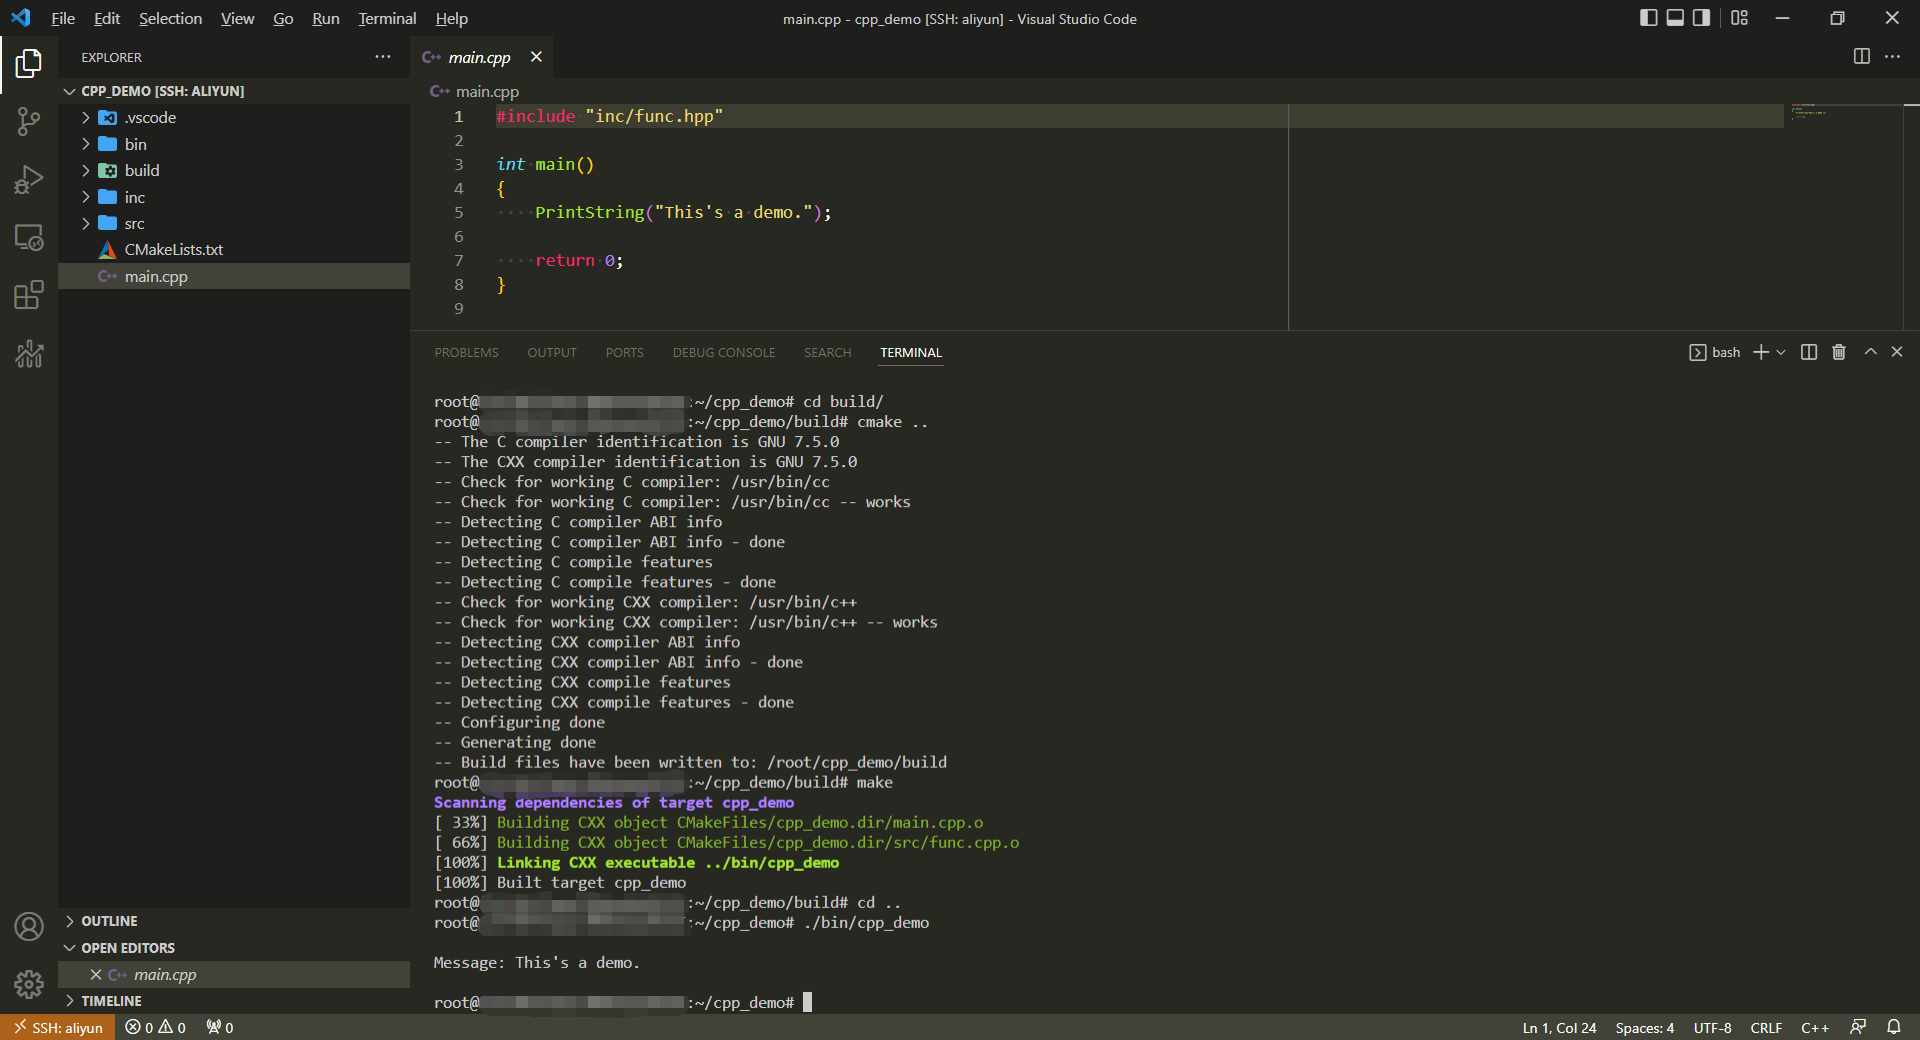 File Edit Selection View Go Run Terminal Help
main.cpp - cpp_demo [SSH: aliyun] - Visual Studio Code
EXPLORER
CPP_DEMO [SSH: ALIYUN]
.vscode
bin
build
inc
src
CMakeLists.txt
main.cpp
OUTLINE
OPEN EDITORS
main.cpp
TIMELINE
main.cpp
main.cpp
1 #include "inc/func.hpp"
2
3 int main()
4 {
5 ····PrintString("This's·a·demo.");
6
7 ····return·0;
8 }
9
PROBLEMS OUTPUT PORTS DEBUG CONSOLE SEARCH TERMINAL
bash
root@ :~/cpp_demo# cd build/
root@ :~/cpp_demo/build# cmake ..
-- The C compiler identification is GNU 7.5.0
-- The CXX compiler identification is GNU 7.5.0
-- Check for working C compiler: /usr/bin/cc
-- Check for working C compiler: /usr/bin/cc -- works
-- Detecting C compiler ABI info
-- Detecting C compiler ABI info - done
-- Detecting C compile features
-- Detecting C compile features - done
-- Check for working CXX compiler: /usr/bin/c++
-- Check for working CXX compiler: /usr/bin/c++ -- works
-- Detecting CXX compiler ABI info
-- Detecting CXX compiler ABI info - done
-- Detecting CXX compile features
-- Detecting CXX compile features - done
-- Configuring done
-- Generating done
-- Build files have been written to: /root/cpp_demo/build
root@ :~/cpp_demo/build# make
Scanning dependencies of target cpp_demo
[ 33%] Building CXX object CMakeFiles/cpp_demo.dir/main.cpp.o
[ 66%] Building CXX object CMakeFiles/cpp_demo.dir/src/func.cpp.o
[100%] Linking CXX executable ../bin/cpp_demo
[100%] Built target cpp_demo
root@ :~/cpp_demo/build# cd ..
root@ :~/cpp_demo# ./bin/cpp_demo
Message: This's a demo.
root@ :~/cpp_demo#
SSH: aliyun 0 0 0
Ln 1, Col 24 Spaces: 4 UTF-8 CRLF C++